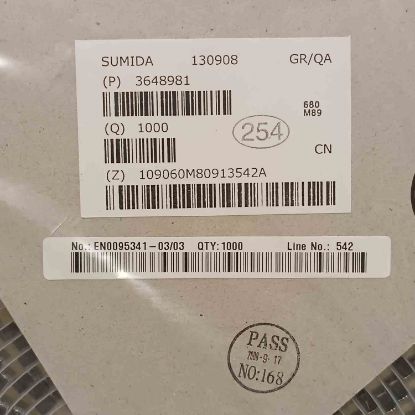 SUMIDA 130908 GR/QA
(P) 3648981
680
M89
(Q) 1000
254
CN
(Z) 109060M80913542A
No.: EN0095341-03/03 QTY:1000 Line No.: 542
PASS
NO:168